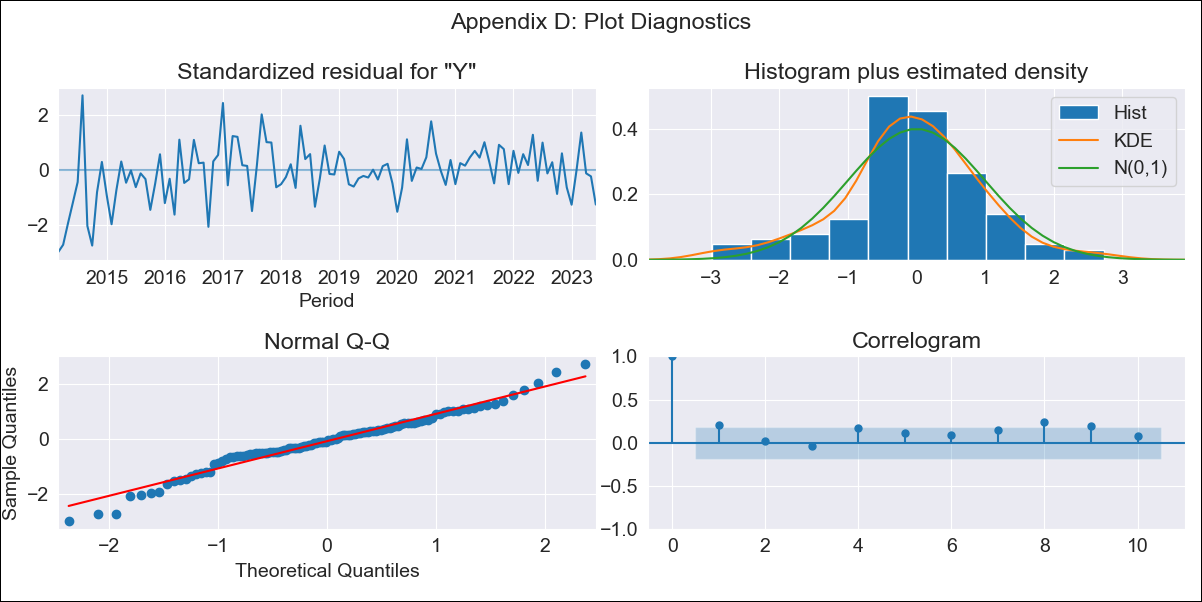 Appendix D: Plot Diagnostics
Standardized residual for "Y"
2
0
−2
2015 2016 2017 2018 2019 2020 2021 2022 2023
Period
Histogram plus estimated density
Hist
KDE
N(0,1)
0.4
0.2
0.0
−3 −2 −1 0 1 2 3
Normal Q-Q
Sample Quantiles
2
0
−2
−2 −1 0 1 2
Theoretical Quantiles
Correlogram
1.0
0.5
0.0
−0.5
−1.0
0 2 4 6 8 10